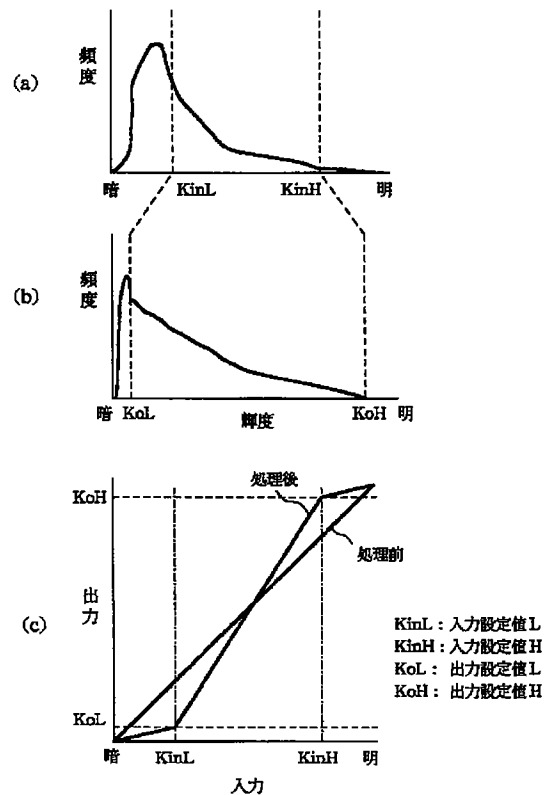 (a)
頻度
暗
KinL
KinH
明
(b)
頻度
暗
KoL
輝度
KoH
明
(c)
KoH
処理後
処理前
出力
KoL
暗
KinL
KinH
明
入力
KinL:入力設定値L
KinH:入力設定値H
KoL: 出力設定値L
KoH: 出力設定値H